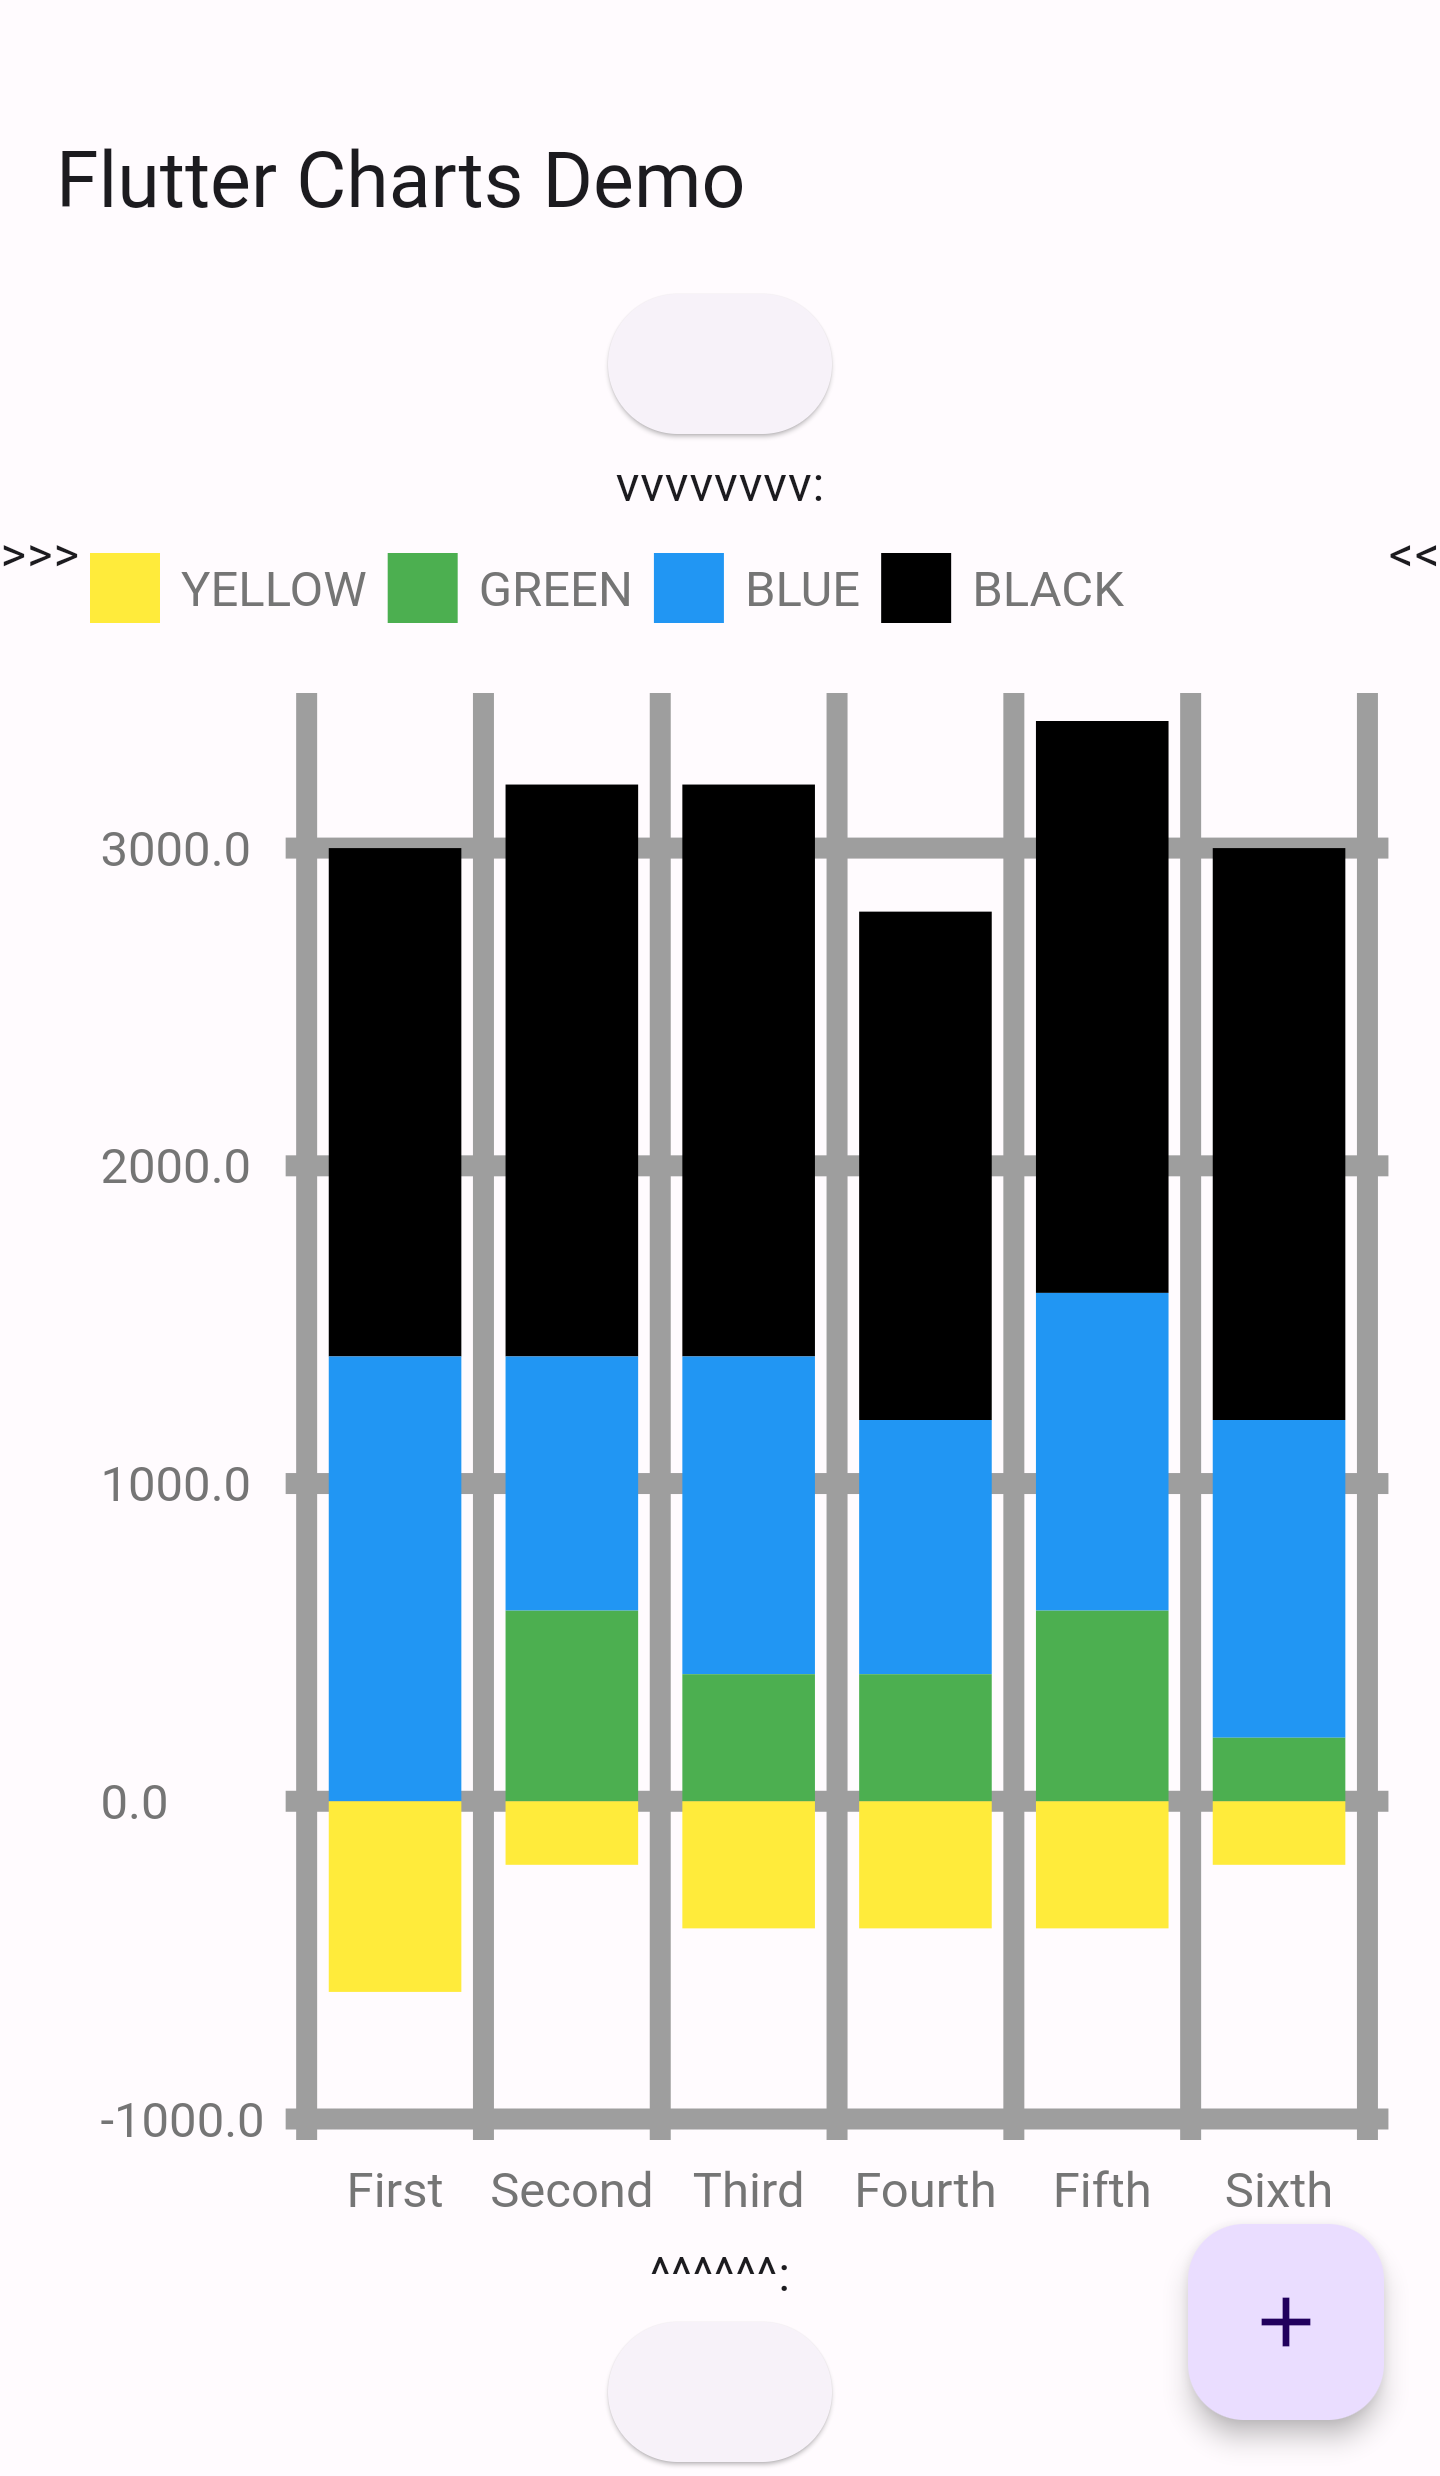 Flutter Charts Demo
vvvvvvvv:
>>> YELLOW GREEN BLUE BLACK <<
3000.0
2000.0
1000.0
0.0
-1000.0
First Second Third Fourth Fifth Sixth
^^^^^^:
+